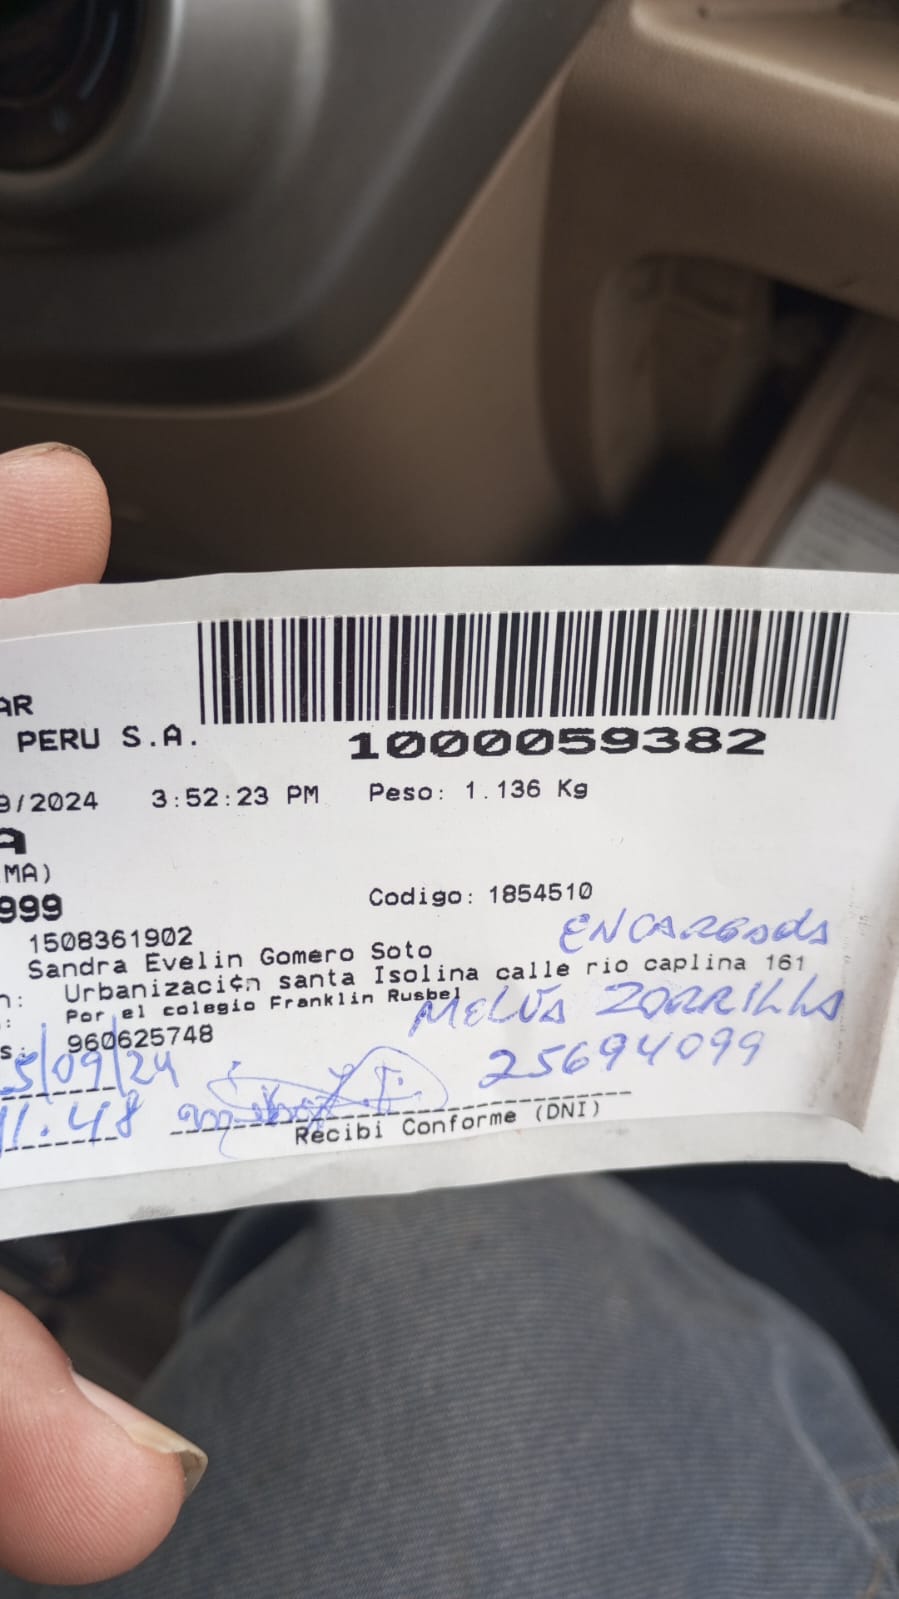 AR
PERU S.A.
1000059382
9/2024 3:52:23 PM Peso: 1.136 Kg
A
MA)
999
Codigo: 1854510
1508361902
ENCARGADA
Sandra Evelin Gomero Soto
n: Urbanizaci¢n santa Isolina calle rio caplina 161
: Por el colegio Franklin Rusbel
MELVA ZORRILLA
s: 960625748
25694099
5/09/24
11.48
Recibi Conforme (DNI)